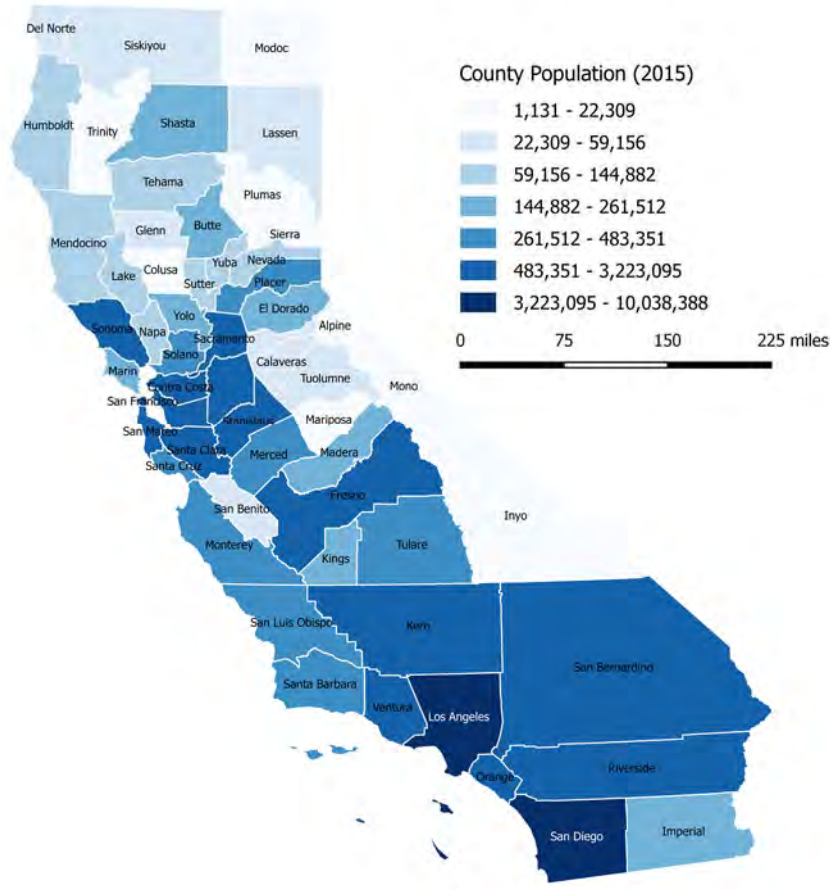 Del Norte
Siskiyou
Modoc
County Population (2015)
1,131 - 22,309
22,309 - 59,156
59,156 - 144,882
144,882 - 261,512
261,512 - 483,351
483,351 - 3,223,095
3,223,095 - 10,038,388
0 75 150 225 miles
Humboldt
Trinity
Shasta
Lassen
Tehama
Plumas
Glenn
Butte
Mendocino
Sierra
Colusa
Lake
Yuba
Nevada
Sutter
Placer
Yolo
El Dorado
Sonoma
Napa
Sacramento
Alpine
Solano
Marin
Calaveras
Tuolumne
Mono
Contra Costa
San Francisco
Mariposa
Stanislaus
San Mateo
Santa Clara
Merced
Madera
Santa Cruz
Fresno
San Benito
Inyo
Monterey
Kings
Tulare
San Luis Obispo
Kern
San Bernardino
Santa Barbara
Ventura
Los Angeles
Orange
Riverside
San Diego
Imperial